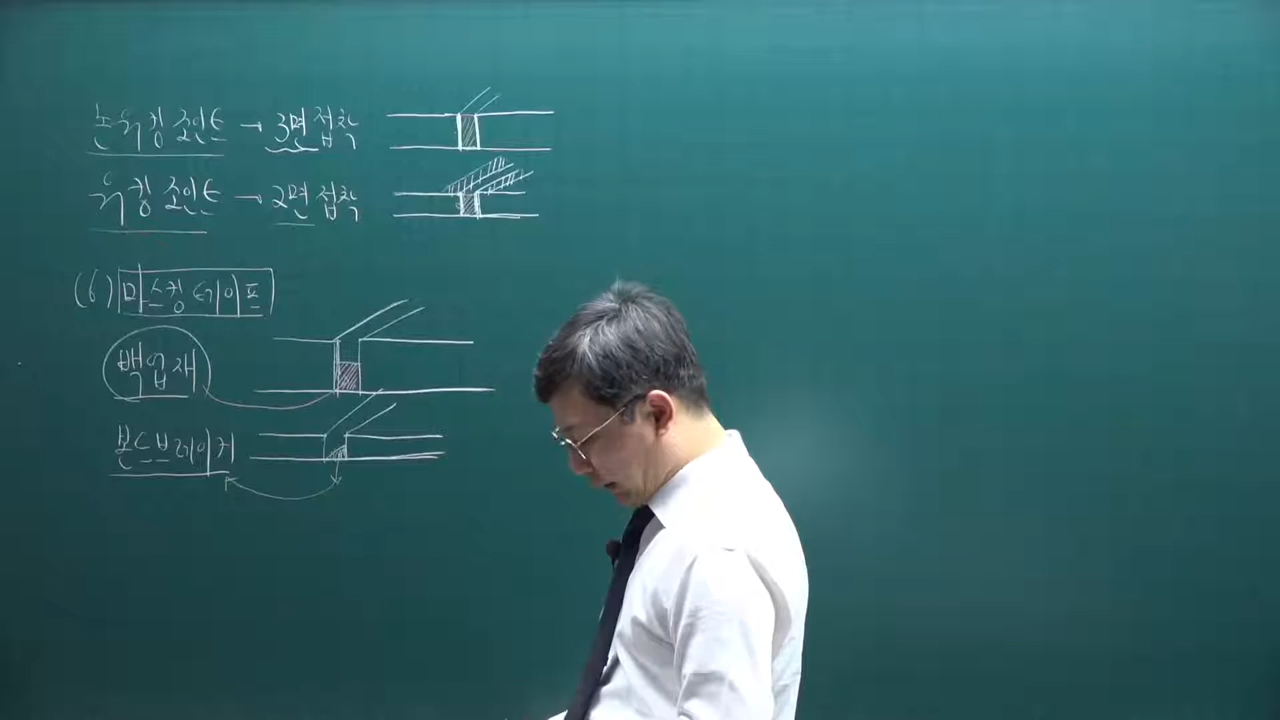 논워킹 조인트 → 3면 접착
워킹 조인트 → 2면 접착
(6) 마스킹 테이프
백업재
본드브레이커